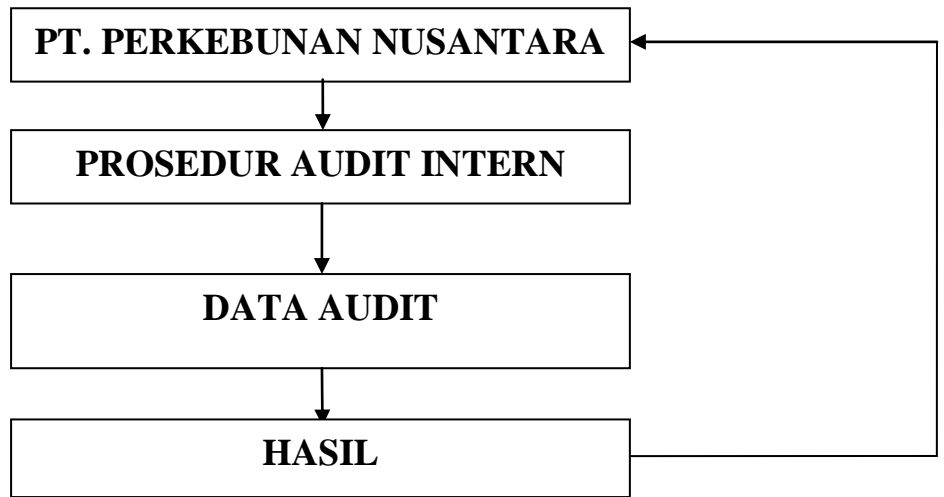 PT. PERKEBUNAN NUSANTARA
PROSEDUR AUDIT INTERN
DATA AUDIT
HASIL